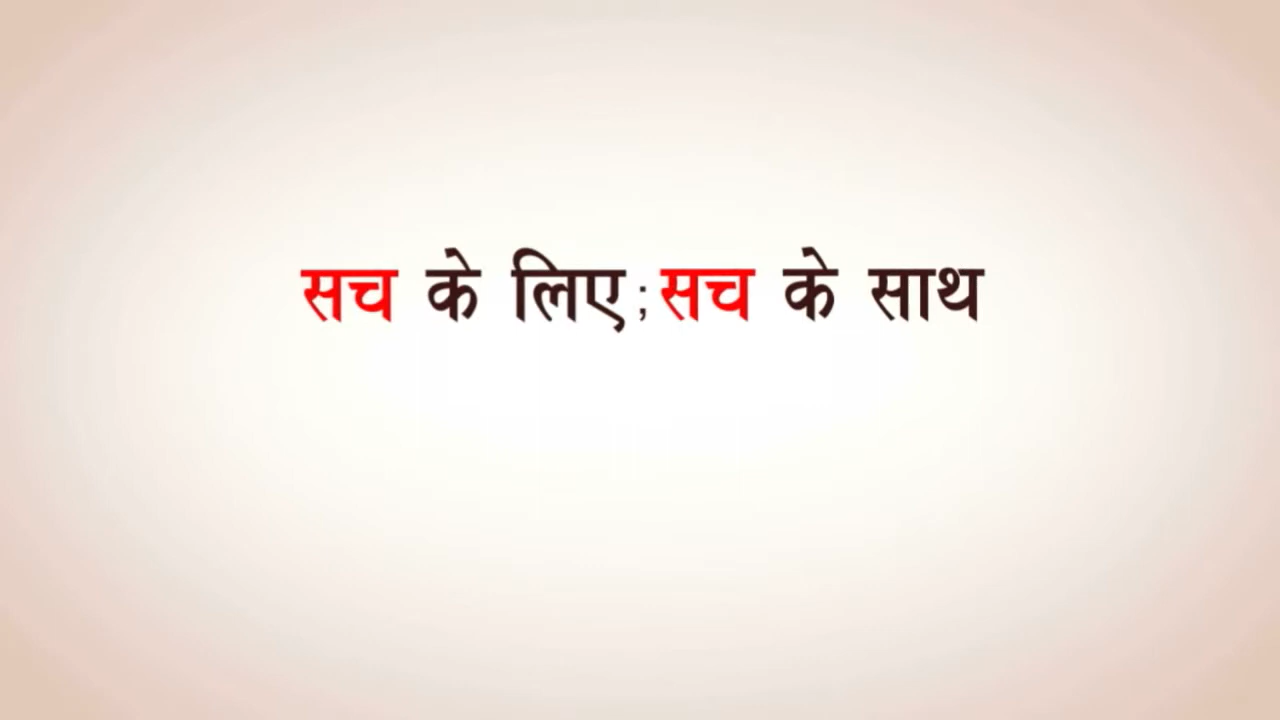 सच के लिए ; सच के साथ